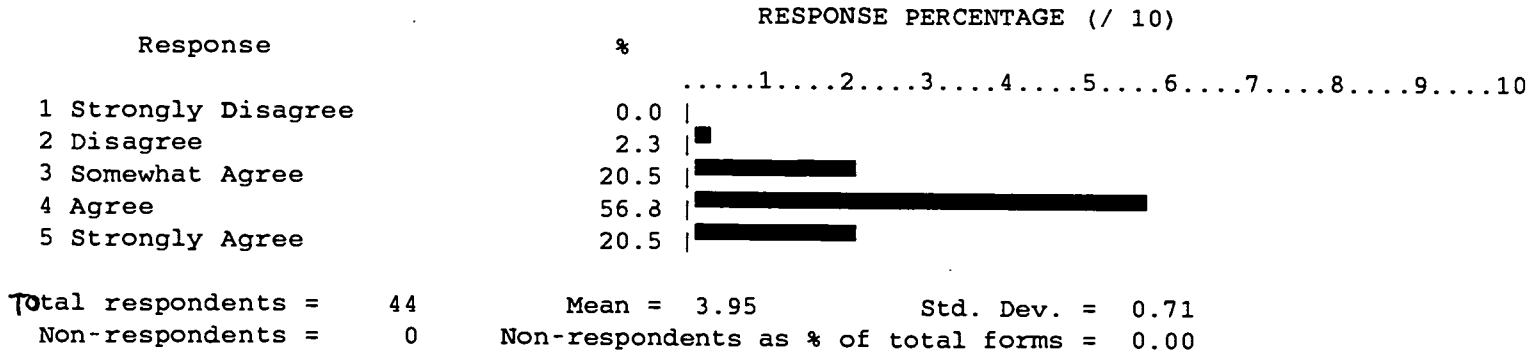 RESPONSE PERCENTAGE (/ 10)
Response %
.....1....2....3....4....5....6....7....8....9....10
1 Strongly Disagree 0.0 |
2 Disagree 2.3 |
3 Somewhat Agree 20.5 |
4 Agree 56.8 |
5 Strongly Agree 20.5 |
Total respondents = 44 Mean = 3.95 Std. Dev. = 0.71
Non-respondents = 0 Non-respondents as % of total forms = 0.00